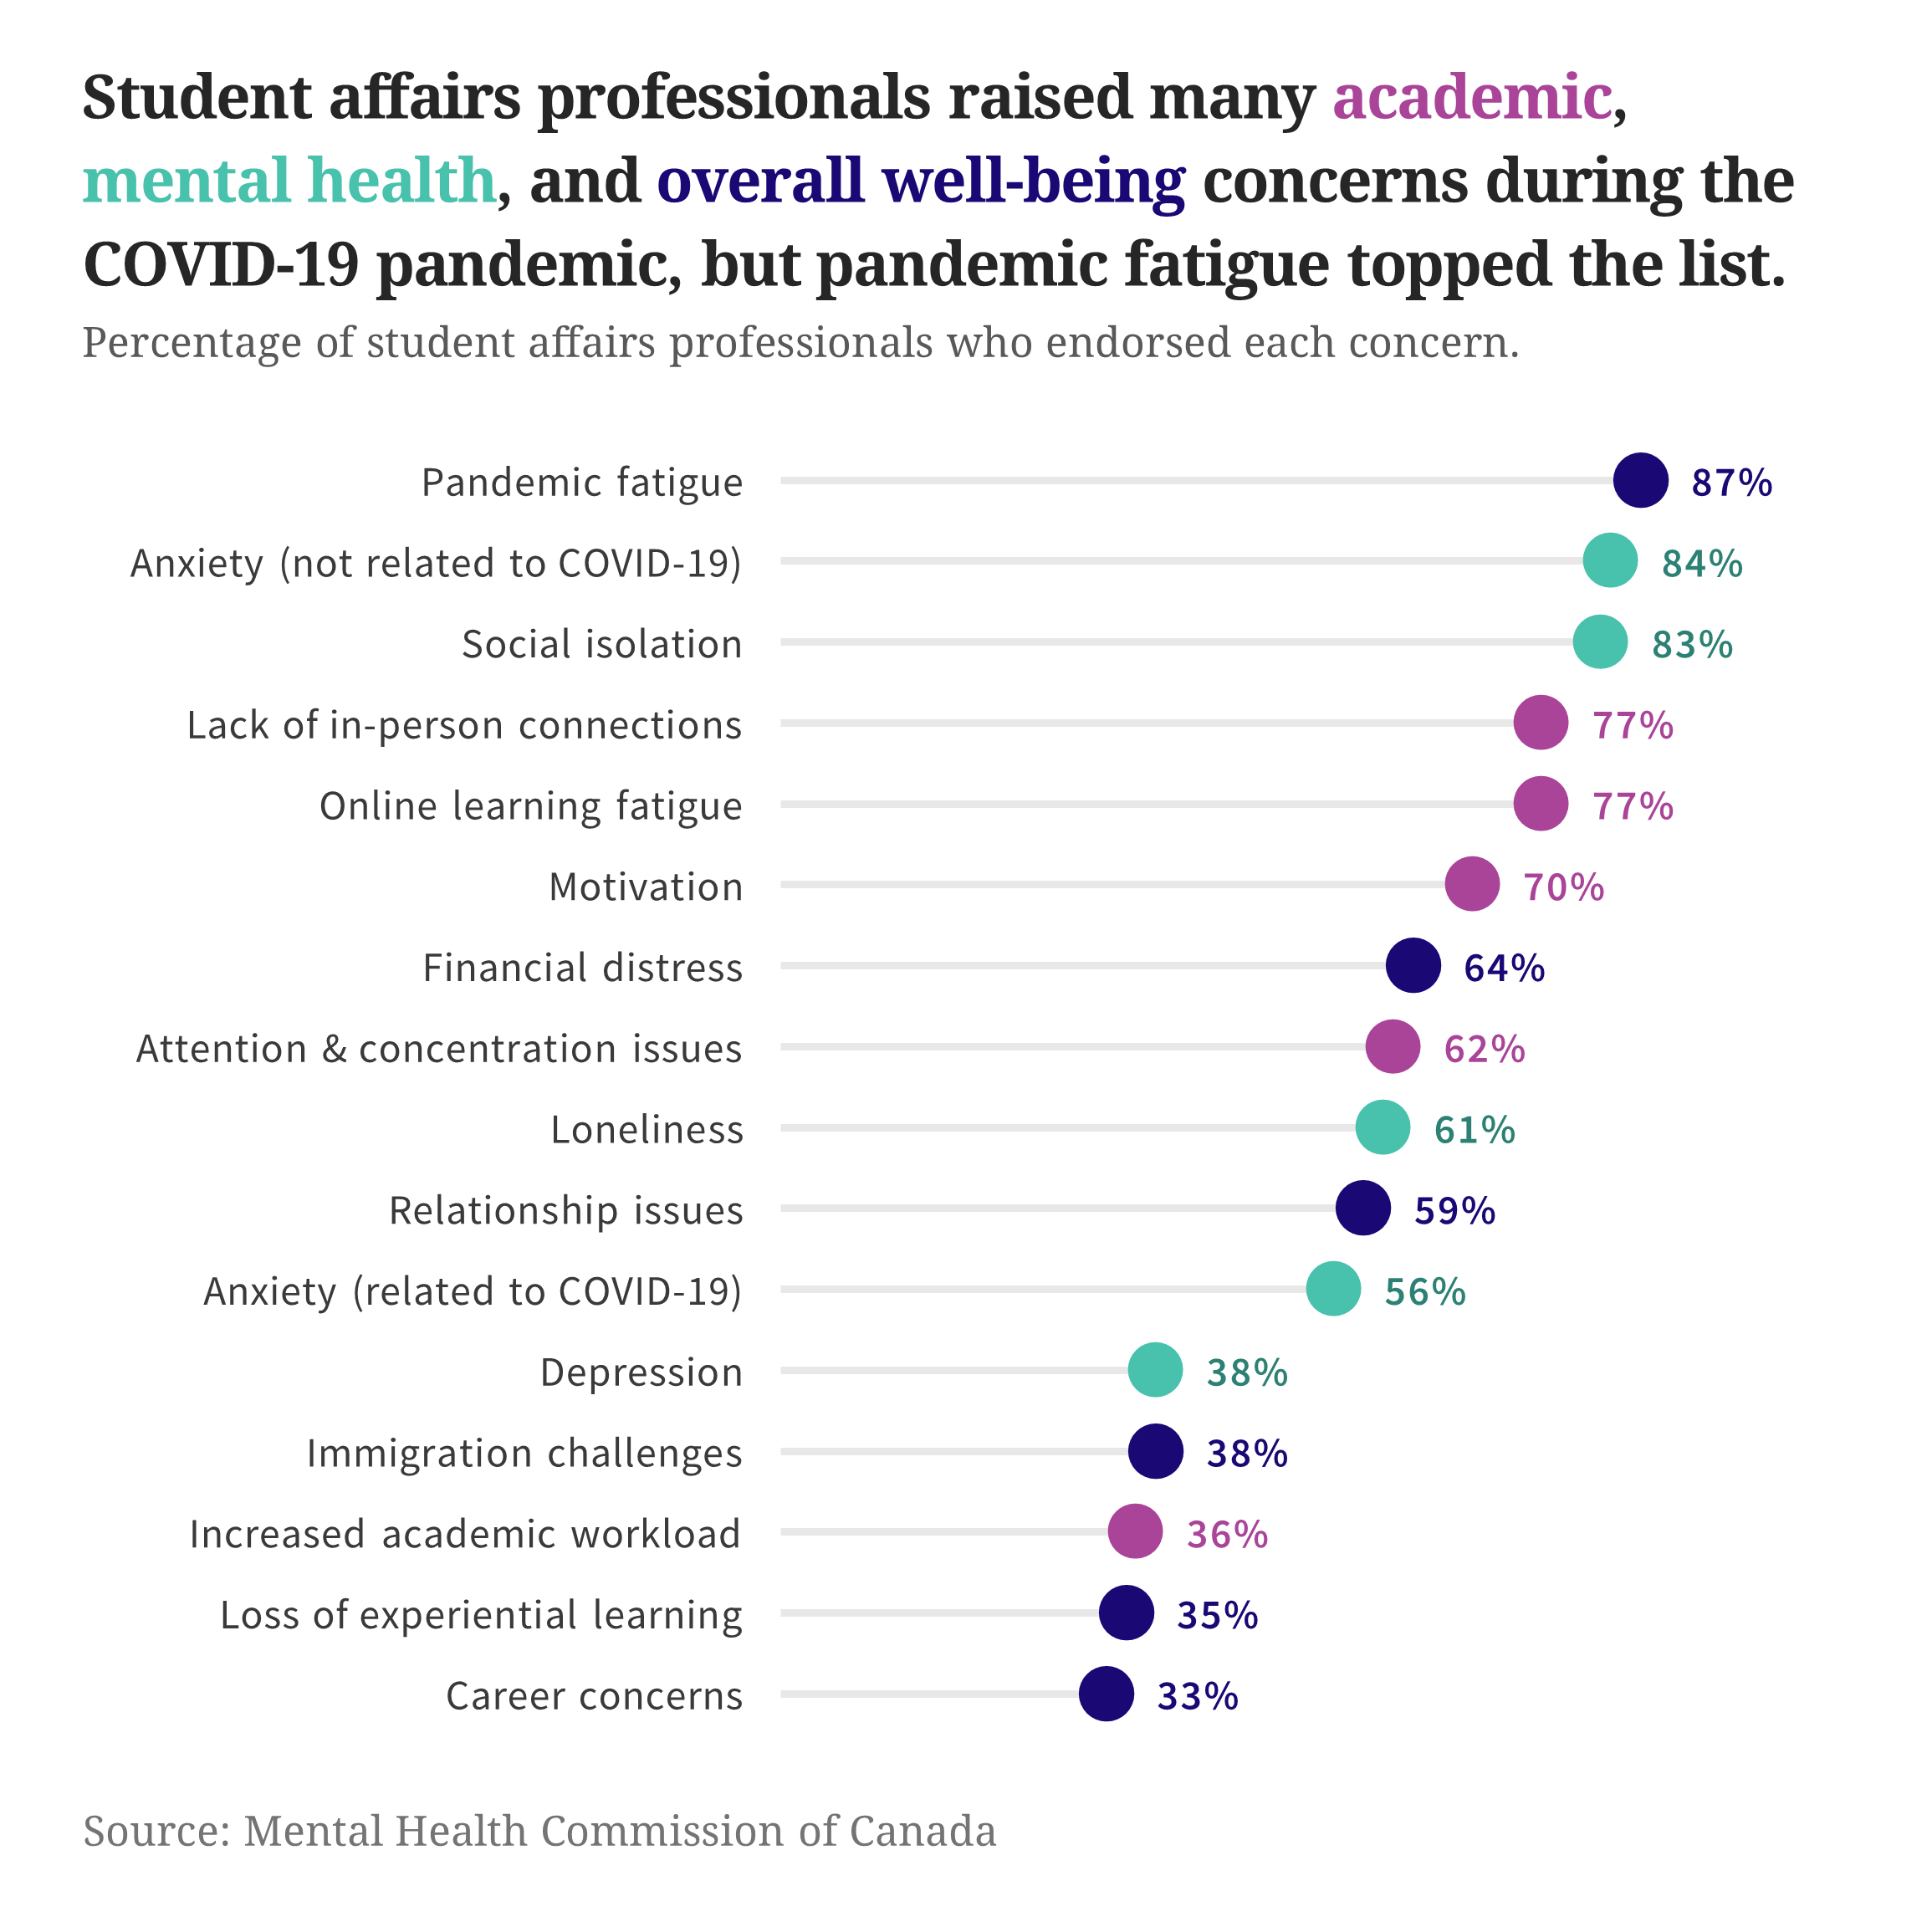 Student affairs professionals raised many academic,
mental health, and overall well-being concerns during the
COVID-19 pandemic, but pandemic fatigue topped the list.
Percentage of student affairs professionals who endorsed each concern.
Pandemic fatigue 87%
Anxiety (not related to COVID-19) 84%
Social isolation 83%
Lack of in-person connections 77%
Online learning fatigue 77%
Motivation 70%
Financial distress 64%
Attention & concentration issues 62%
Loneliness 61%
Relationship issues 59%
Anxiety (related to COVID-19) 56%
Depression 38%
Immigration challenges 38%
Increased academic workload 36%
Loss of experiential learning 35%
Career concerns 33%
Source: Mental Health Commission of Canada